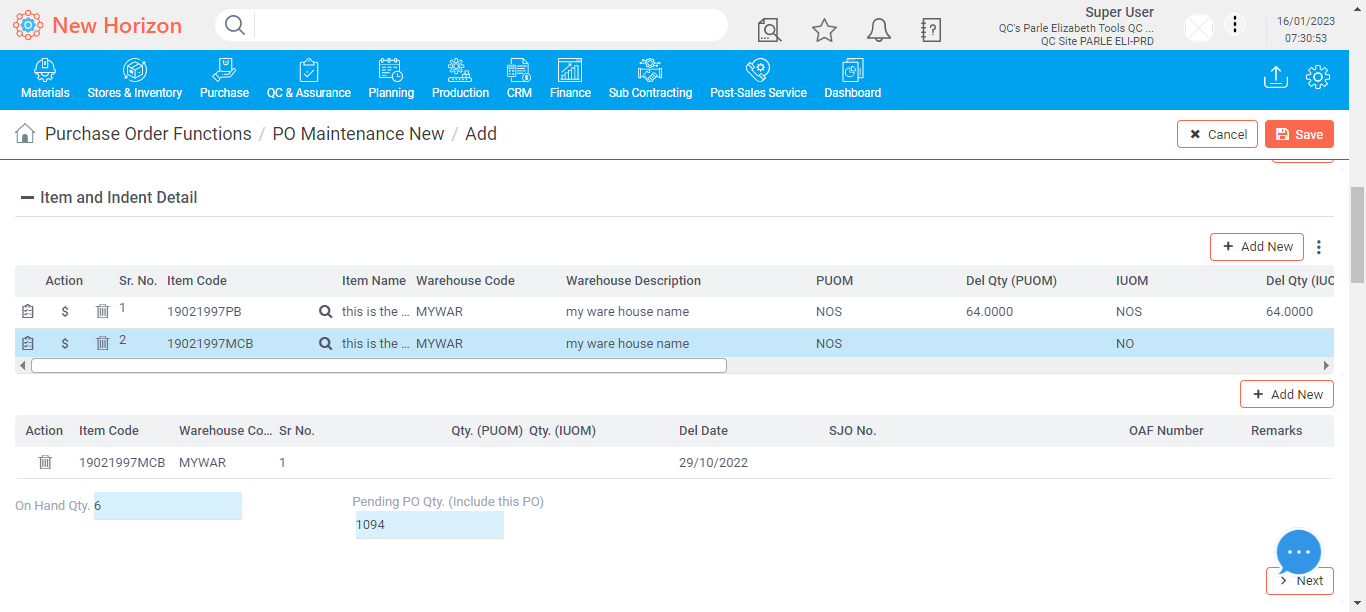 New Horizon
Super User
QC's Parle Elizabeth Tools QC ...
QC Site PARLE ELI-PRD
16/01/2023
07:30:53
Materials Stores & Inventory Purchase QC & Assurance Planning Production CRM Finance Sub Contracting Post-Sales Service Dashboard
Purchase Order Functions / PO Maintenance New / Add
Cancel Save
Item and Indent Detail
+ Add New
Action Sr. No. Item Code Item Name Warehouse Code Warehouse Description PUOM Del Qty (PUOM) IUOM Del Qty (IUO
$ 1 19021997PB this is the ... MYWAR my ware house name NOS 64.0000 NOS 64.0000
$ 2 19021997MCB this is the ... MYWAR my ware house name NOS NO
+ Add New
Action Item Code Warehouse Co... Sr No. Qty. (PUOM) Qty. (IUOM) Del Date SJO No. OAF Number Remarks
19021997MCB MYWAR 1 29/10/2022
On Hand Qty. 6
Pending PO Qty. (Include this PO)
1094
Next